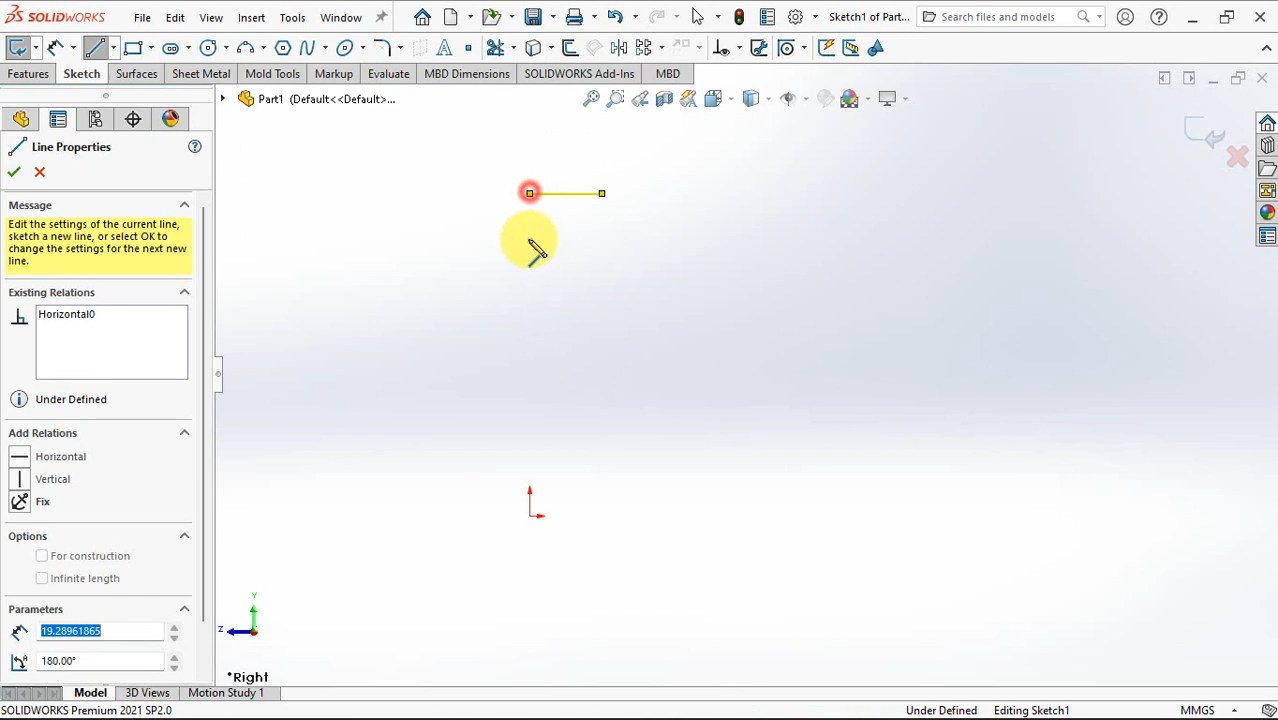 SOLIDWORKS
File
Edit
View
Insert
Tools
Window
Sketch1 of Part...
Search files and models
Features
Sketch
Surfaces
Sheet Metal
Mold Tools
Markup
Evaluate
MBD Dimensions
SOLIDWORKS Add-Ins
MBD
Part1 (Default<<Default>...
Line Properties
Message
Edit the settings of the current line,
sketch a new line, or select OK to
change the settings for the next new
line.
Existing Relations
Horizontal0
Under Defined
Add Relations
Horizontal
Vertical
Fix
Options
For construction
Infinite length
Parameters
19.28961865
180.00°
Y
Z
*Right
Model
3D Views
Motion Study 1
SOLIDWORKS Premium 2021 SP2.0
Under Defined
Editing Sketch1
MMGS